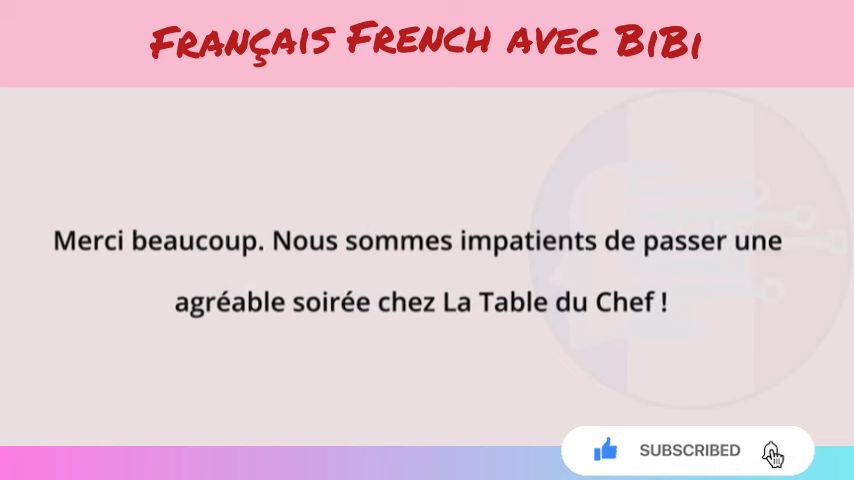 Français French avec BiBi
Merci beaucoup. Nous sommes impatients de passer une
agréable soirée chez La Table du Chef !
SUBSCRIBED